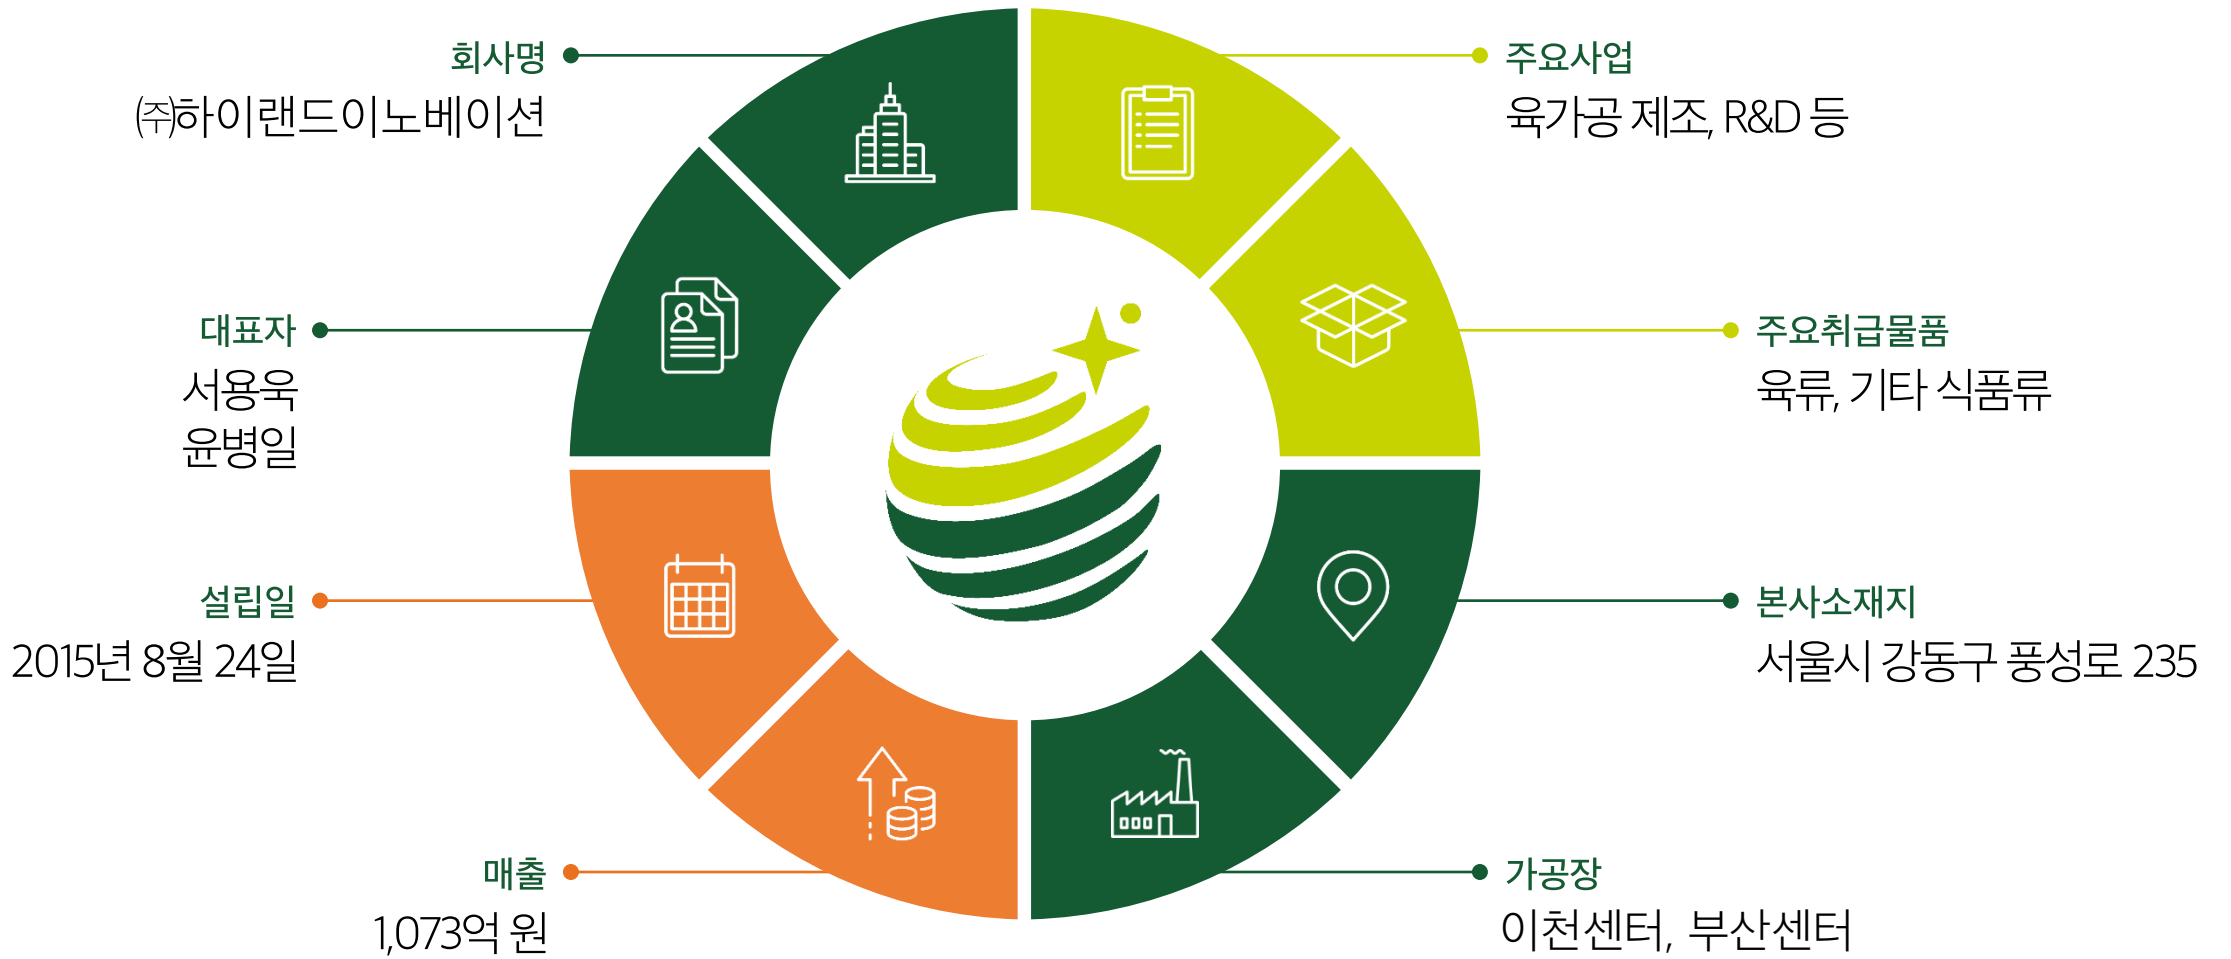 회사명
㈜하이랜드이노베이션
대표자
서용욱
윤병일
설립일
2015년 8월 24일
매출
1,073억 원
주요사업
육가공 제조, R&D 등
주요취급물품
육류, 기타 식품류
본사소재지
서울시 강동구 풍성로 235
가공장
이천센터, 부산센터